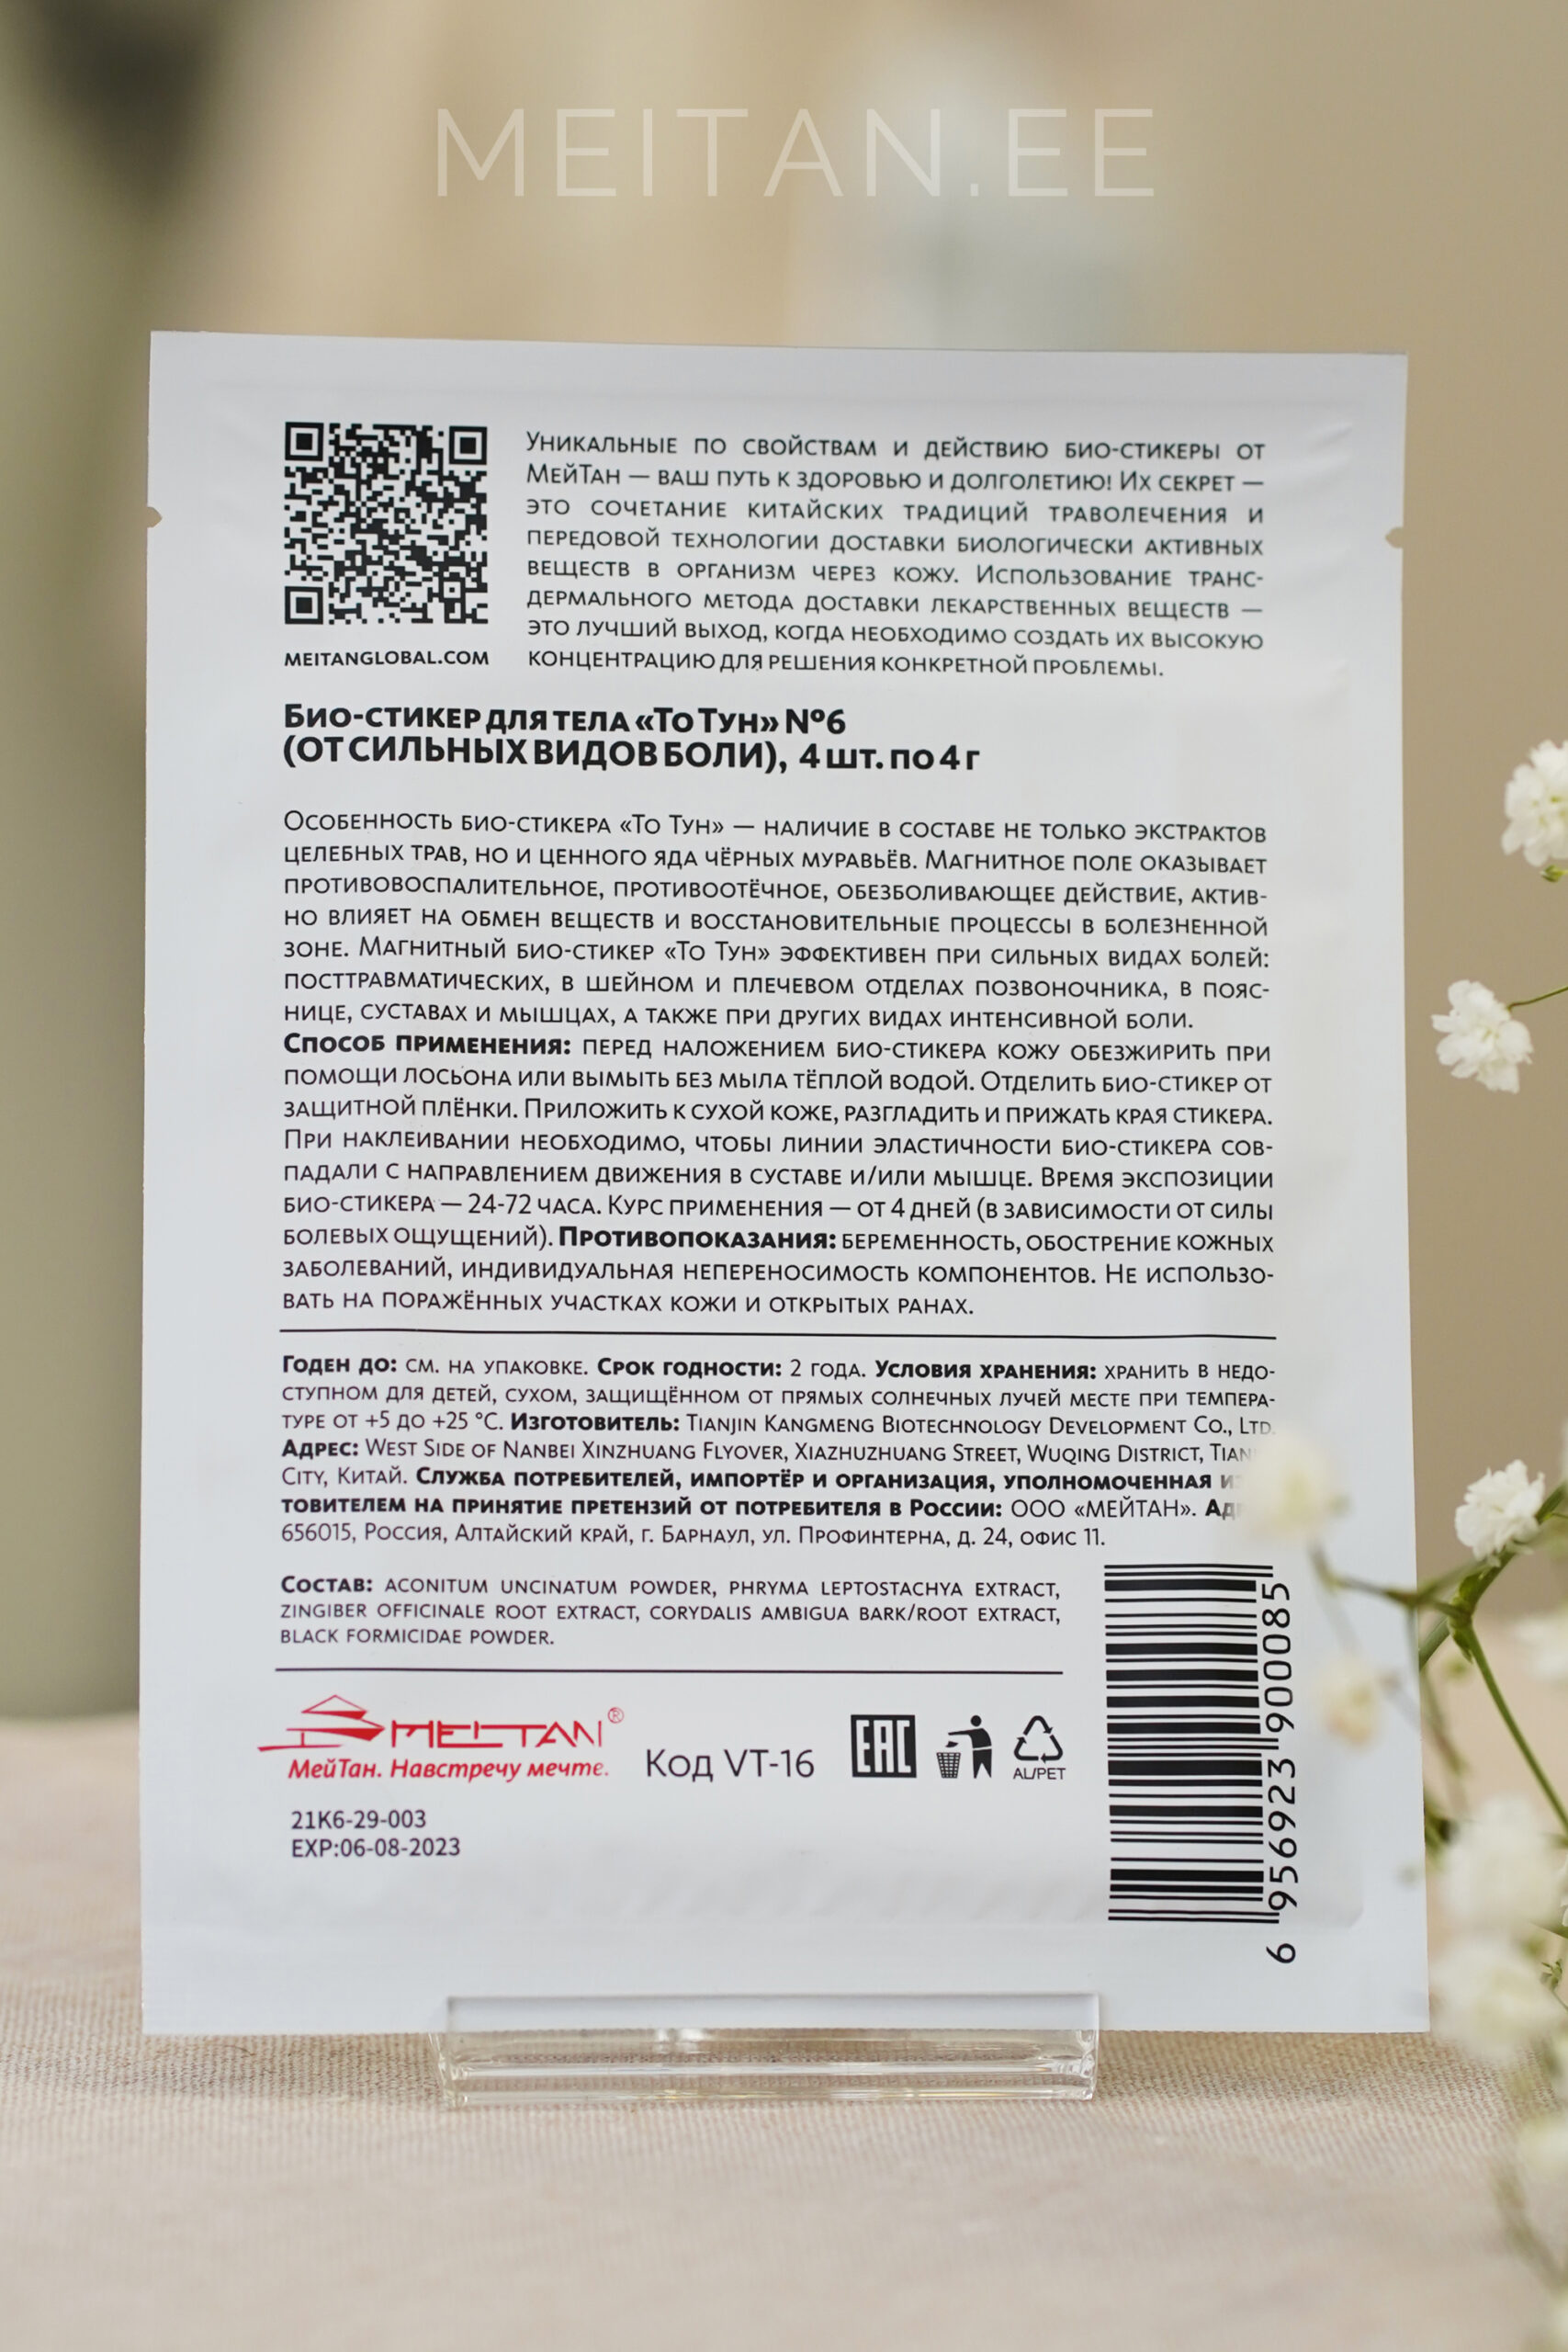 MEITAN.EE
Уникальные по свойствам и действию био-стикеры от
МейТан — ваш путь к здоровью и долголетию! Их секрет —
это сочетание китайских традиций траволечения и
передовой технологии доставки биологически активных
веществ в организм через кожу. Использование транс-
дермального метода доставки лекарственных веществ —
это лучший выход, когда необходимо создать их высокую
концентрацию для решения конкретной проблемы.
MEITANGLOBAL.COM
Био-стикер для тела «То Тун» №6
(от сильных видов боли), 4 шт. по 4 г
Особенность био-стикера «То Тун» — наличие в составе не только экстрактов
целебных трав, но и ценного яда чёрных муравьёв. Магнитное поле оказывает
противовоспалительное, противоотёчное, обезболивающее действие, актив-
но влияет на обмен веществ и восстановительные процессы в болезненной
зоне. Магнитный био-стикер «То Тун» эффективен при сильных видах болей:
посттравматических, в шейном и плечевом отделах позвоночника, в пояс-
нице, суставах и мышцах, а также при других видах интенсивной боли.
Способ применения: перед наложением био-стикера кожу обезжирить при
помощи лосьона или вымыть без мыла тёплой водой. Отделить био-стикер от
защитной плёнки. Приложить к сухой коже, разгладить и прижать края стикера.
При наклеивании необходимо, чтобы линии эластичности био-стикера сов-
падали с направлением движения в суставе и/или мышце. Время экспозиции
био-стикера — 24-72 часа. Курс применения — от 4 дней (в зависимости от силы
болевых ощущений). Противопоказания: беременность, обострение кожных
заболеваний, индивидуальная непереносимость компонентов. Не использо-
вать на поражённых участках кожи и открытых ранах.
Годен до: см. на упаковке. Срок годности: 2 года. Условия хранения: хранить в недо-
ступном для детей, сухом, защищённом от прямых солнечных лучей месте при темпера-
туре от +5 до +25 °C. Изготовитель: Tianjin Kangmeng Biotechnology Development Co., Ltd.
Адрес: West Side of Nanbei Xinzhuang Flyover, Xiazhuzhuang Street, Wuqing District,
City, Китай. Служба потребителей, импортёр и организация, уполномоченная
товителем на принятие претензий от потребителя в России: ООО «МЕЙТАН».
656015, Россия, Алтайский край, г. Барнаул, ул. Профинтерна, д. 24, офис 11.
Состав: ACONITUM UNCINATUM POWDER, PHRYMA LEPTOSTACHYA EXTRACT,
ZINGIBER OFFICINALE ROOT EXTRACT, CORYDALIS AMBIGUA BARK/ROOT EXTRACT,
BLACK FORMICIDAE POWDER.
MEITAN®
МейТан. Навстречу мечте.
Код VT-16
EAC
AL/PET
21K6-29-003
EXP:06-08-2023
6 956923 900085